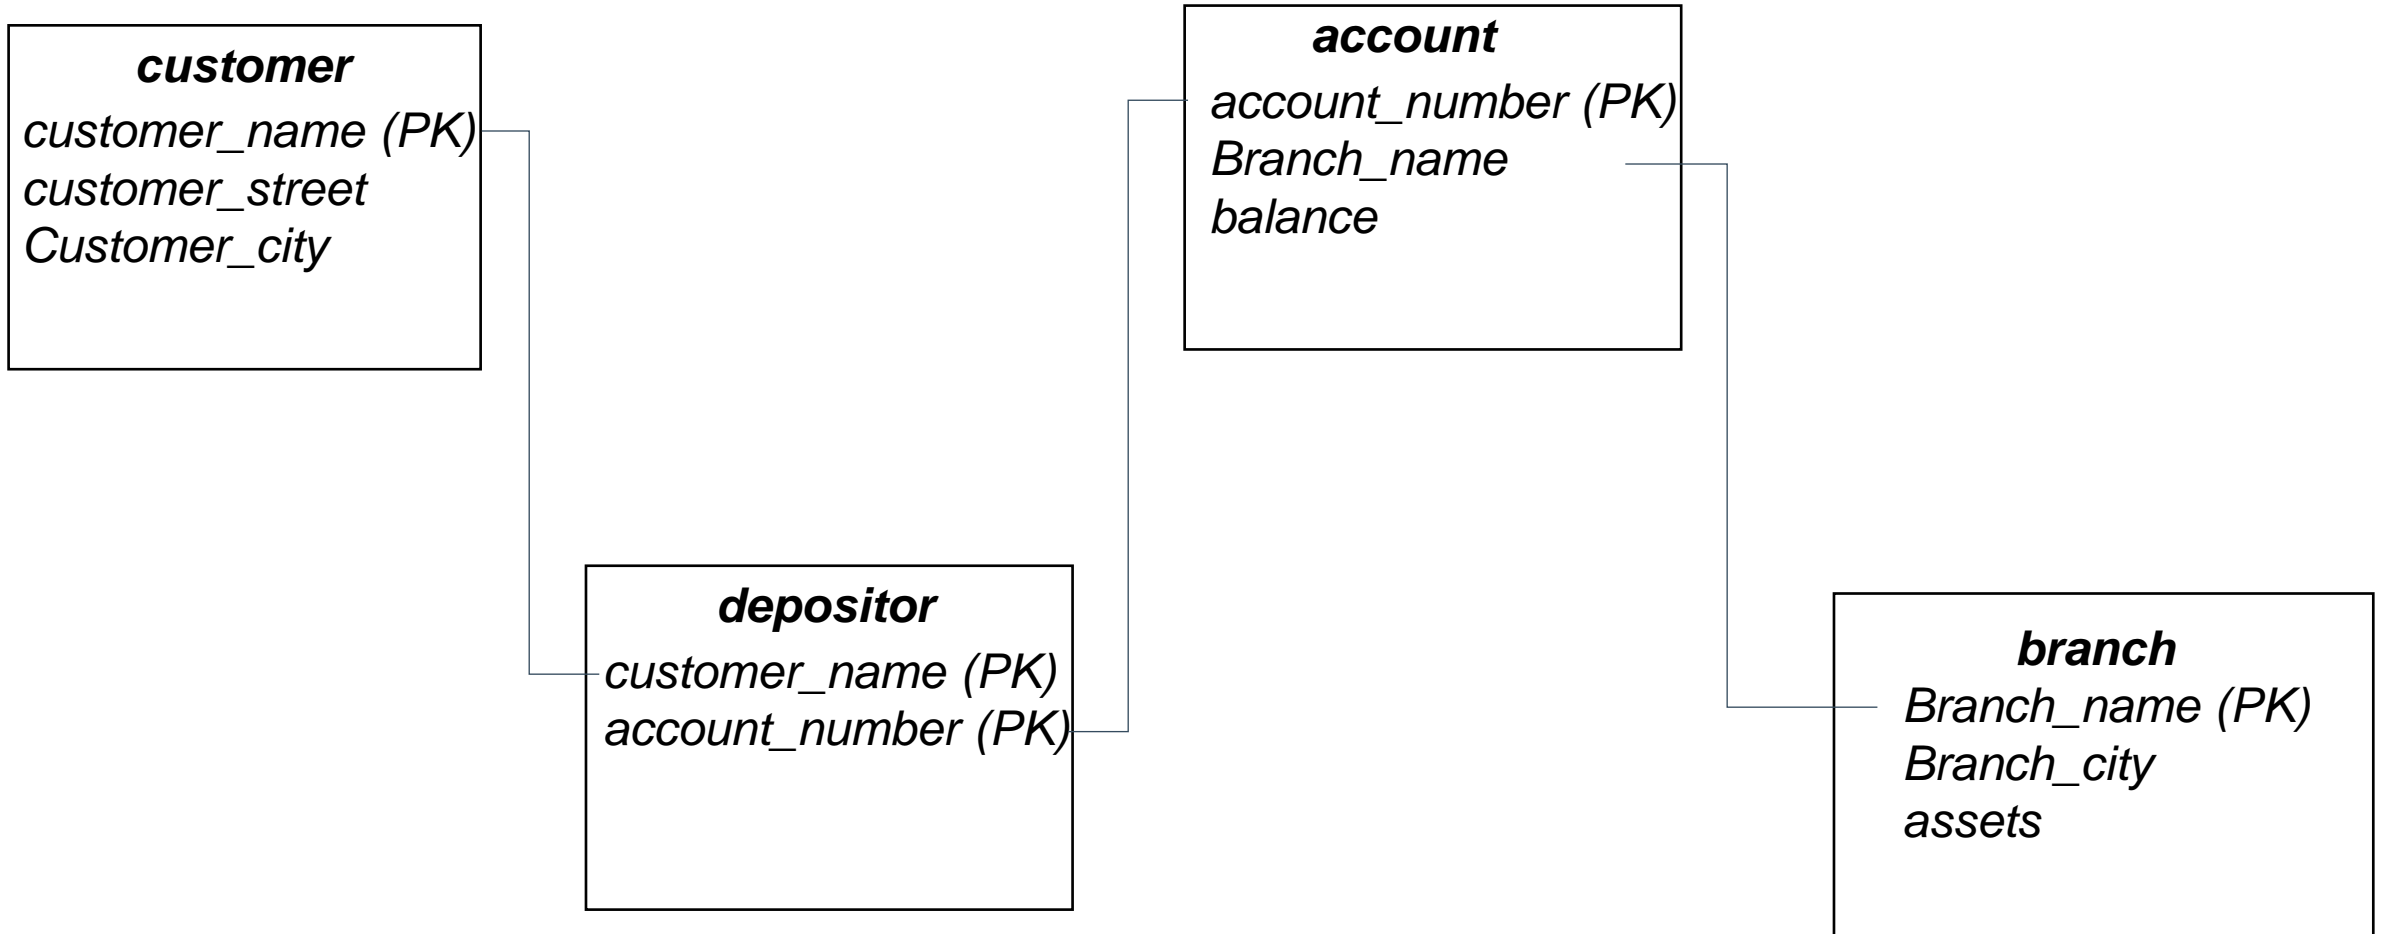 customer
customer_name (PK)
customer_street
Customer_city
account
account_number (PK)
Branch_name
balance
depositor
customer_name (PK)
account_number (PK)
branch
Branch_name (PK)
Branch_city
assets